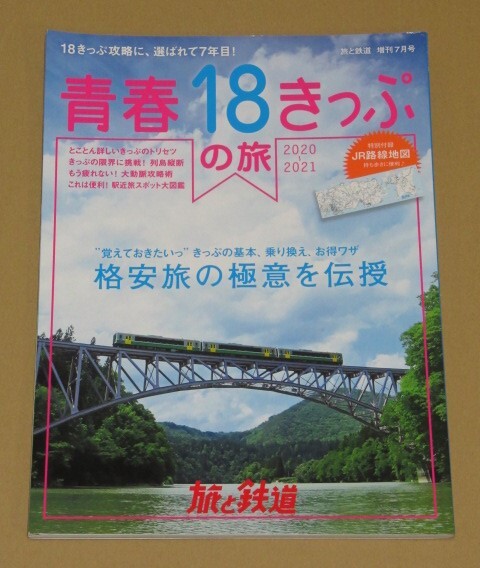 18きっぷ攻略に、選ばれて7年目!
旅と鉄道 増刊7月号
青春18きっぷ
の旅
2020
2021
とことん詳しいきっぷのトリセツ
きっぷの限界に挑戦! 列島縦断
もう疲れない! 大動脈攻略術
これは便利! 駅近旅スポット大図鑑
特別付録
JR路線地図
持ち歩きに便利!
“覚えておきたいっ”きっぷの基本、乗り換え、お得ワザ
格安旅の極意を伝授
旅と鉄道